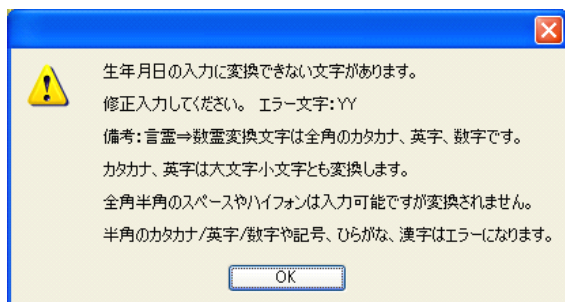 生年月日の入力に変換できない文字があります。
修正入力してください。 エラー文字:YY
備考:言霊⇒数霊変換文字は全角のカタカナ、英字、数字です。
カタカナ、英字は大文字小文字とも変換します。
全角半角のスペースやハイフォンは入力可能ですが変換されません。
半角のカタカナ/英字/数字や記号、ひらがな、漢字はエラーになります。
OK